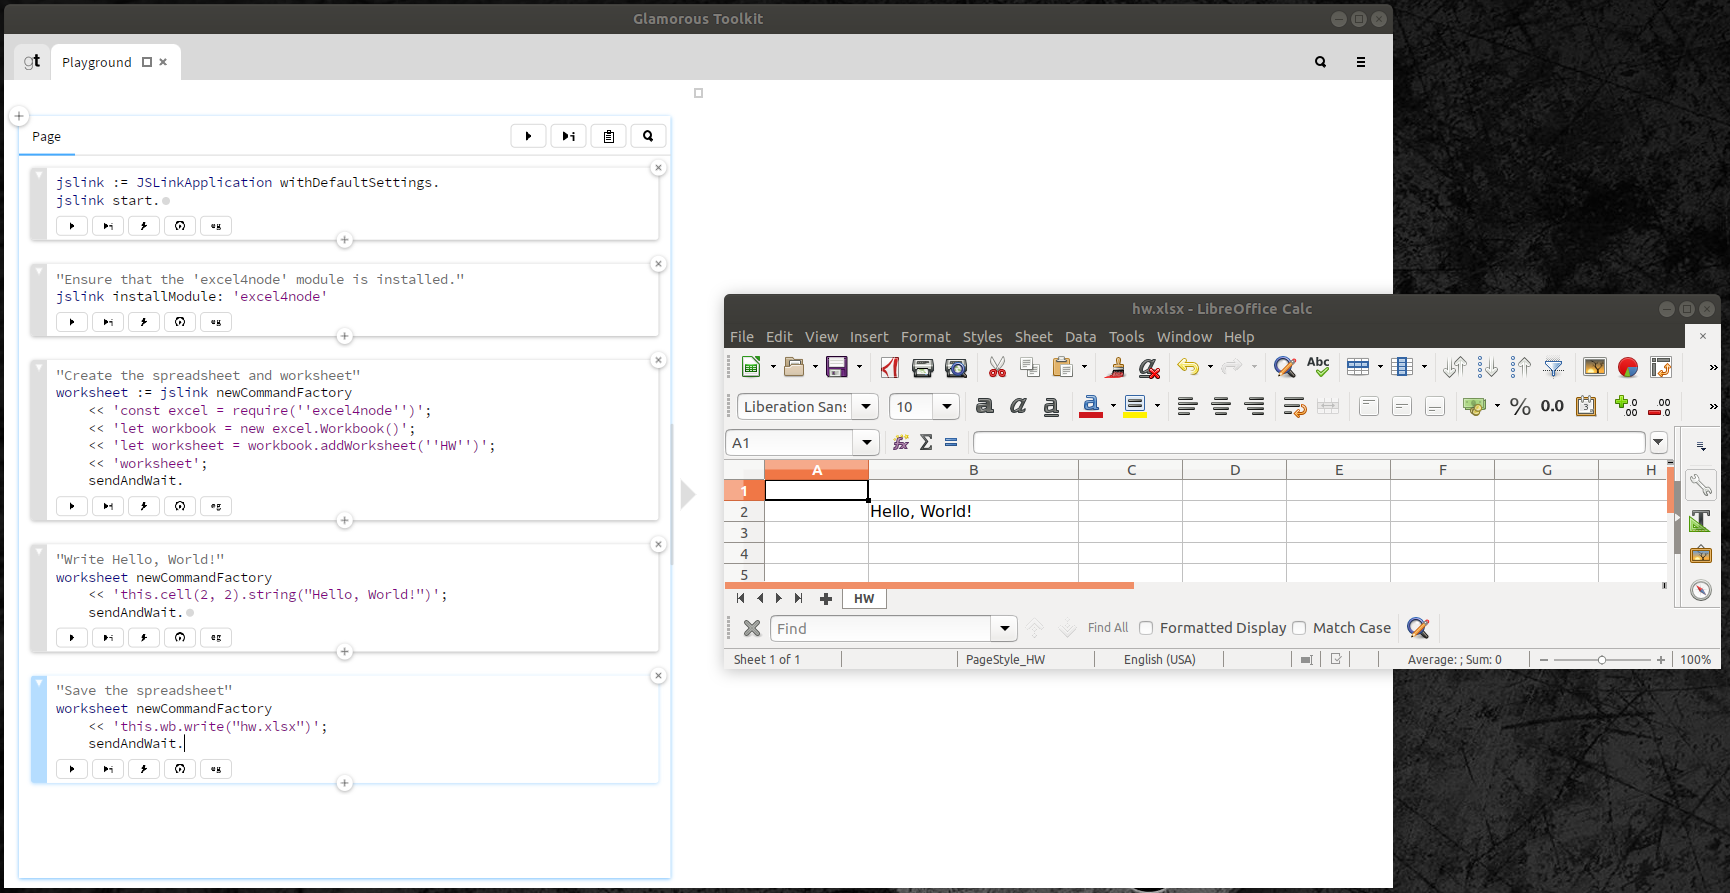 Glamorous Toolkit
gt
Playground
Page
jslink := JSLinkApplication withDefaultSettings.
jslink start.
"Ensure that the 'excel4node' module is installed."
jslink installModule: 'excel4node'
"Create the spreadsheet and worksheet"
worksheet := jslink newCommandFactory
<< 'const excel = require(''excel4node'')';
<< 'let workbook = new excel.Workbook()';
<< 'let worksheet = workbook.addWorksheet(''HW'')';
<< 'worksheet';
sendAndWait.
"Write Hello, World!"
worksheet newCommandFactory
<< 'this.cell(2, 2).string("Hello, World!")';
sendAndWait.
"Save the spreadsheet"
worksheet newCommandFactory
<< 'this.wb.write("hw.xlsx")';
sendAndWait.
hw.xlsx - LibreOffice Calc
File Edit View Insert Format Styles Sheet Data Tools Window Help
Abc
Liberation Sans 10 a a a a % 0.0
A1
A B C D E F G H
1
2 Hello, World!
3
4
5
HW
Find Find All Formatted Display Match Case
Sheet 1 of 1 PageStyle_HW English (USA) Average: ; Sum: 0 100%